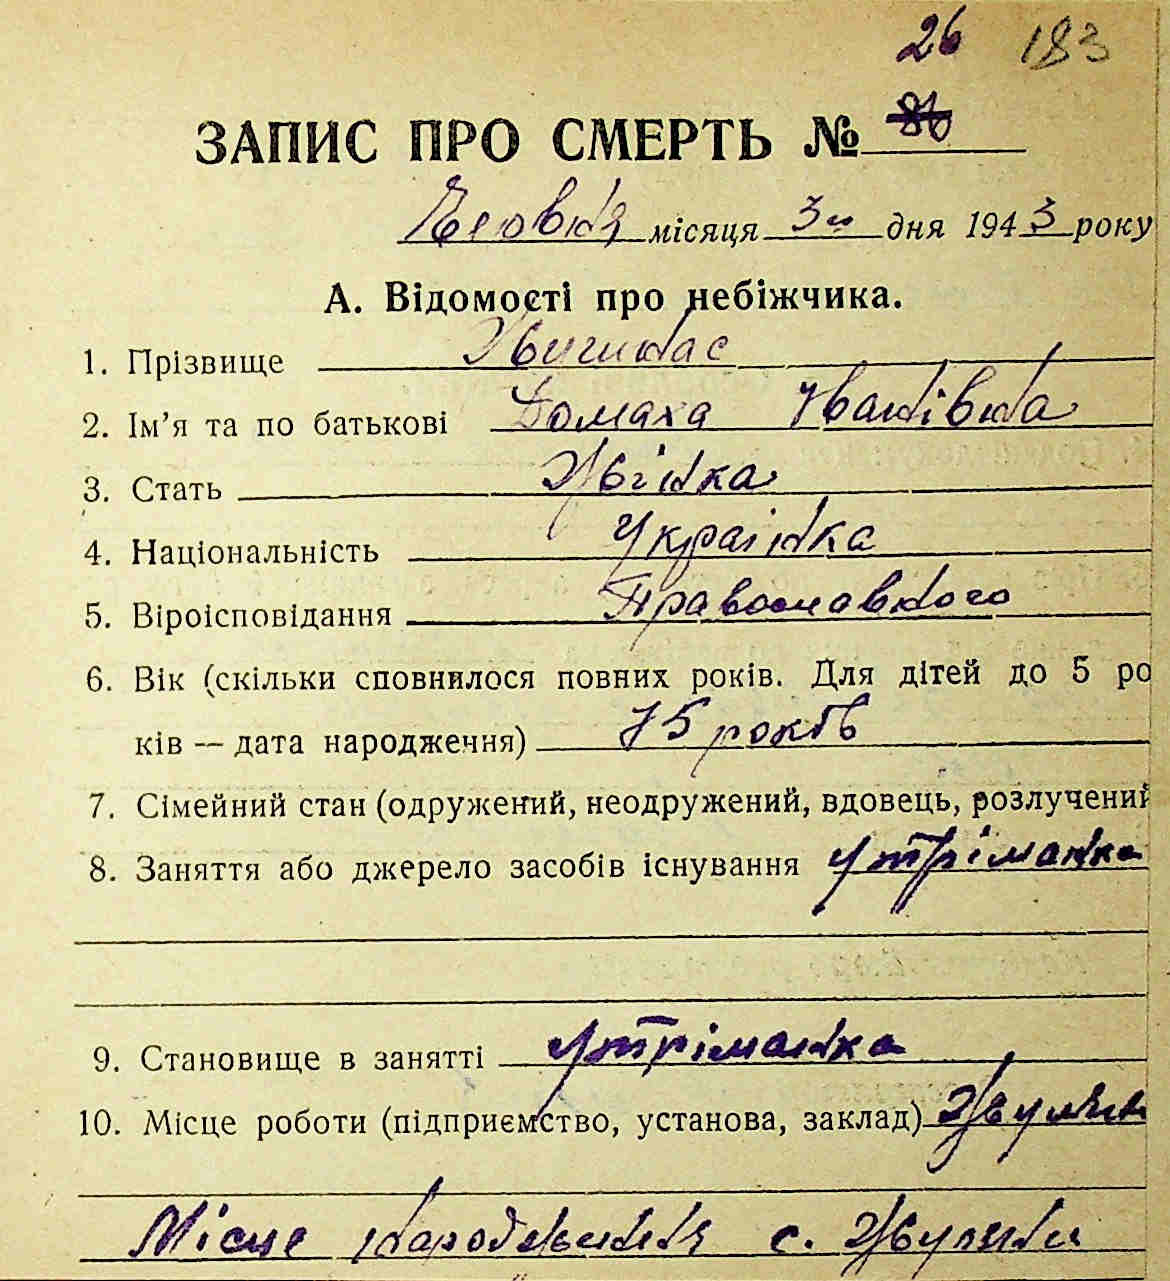 26 183
ЗАПИС ПРО СМЕРТЬ № 86
місяця 3го дня 1943 року
А. Відомості про небіжчика.
1. Прізвище
2. Ім’я та по батькові Домаха Іванівна
3. Стать Жінка
4. Національність Українка
5. Віроісповідання Православного
6. Вік (скільки сповнилося повних років. Для дітей до 5 ро
ків — дата народження) 75 років
7. Сімейний стан (одружений, неодружений, вдовець, розлучений
8. Заняття або джерело засобів існування Утріманка
9. Становище в занятті Утріманка
10. Місце роботи (підприємство, установа, заклад)
Місце народження с. Жуляни